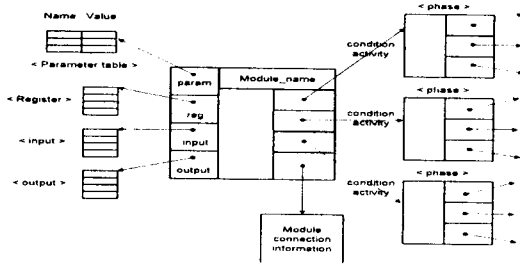 Name Value
< Parameter table >
< Register >
< input >
< output >
param
Module_name
reg
input
output
Module
connection
information
< phase >
condition
activity
< phase >
condition
activity
< phase >
condition
activity